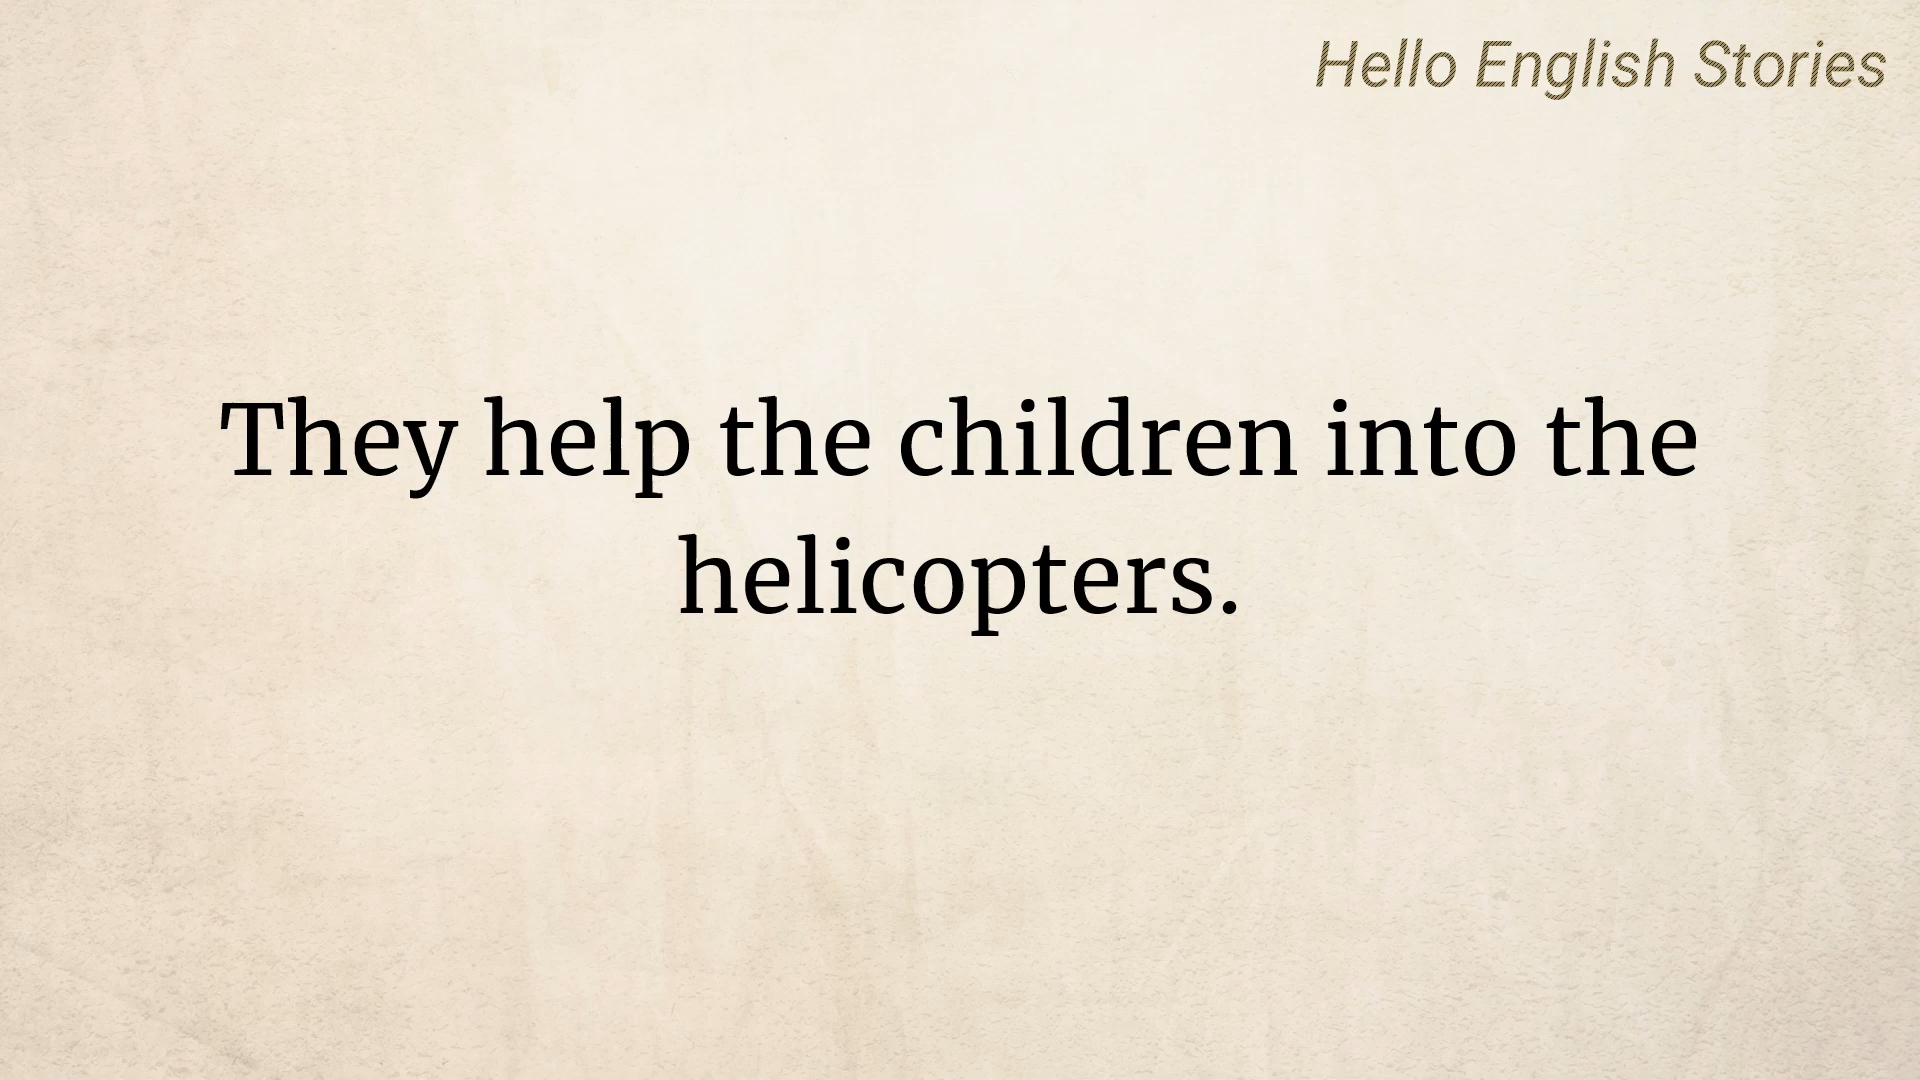 Hello English Stories
They help the children into the
helicopters.